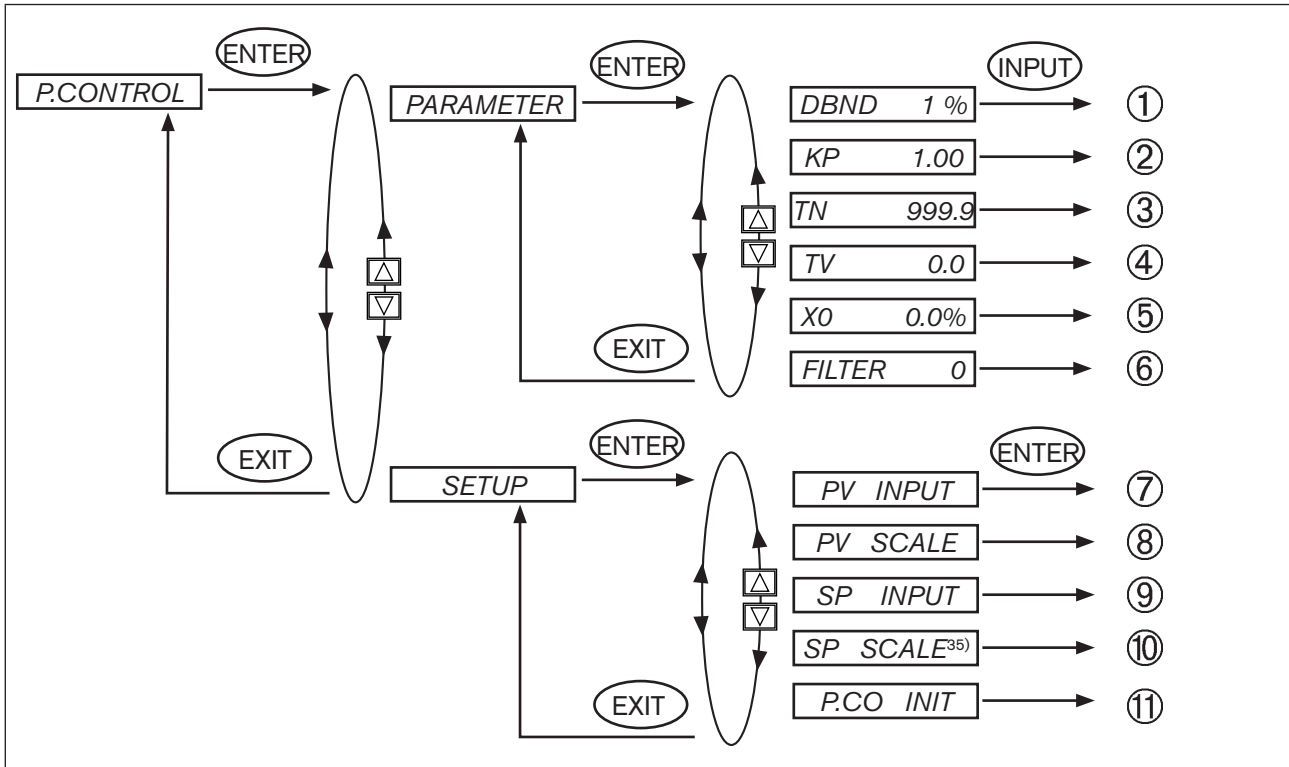 ENTER
P.CONTROL
ENTER
PARAMETER
INPUT
DBND 1 %
①
KP 1.00
②
TN 999.9
③
TV 0.0
④
X0 0.0%
⑤
FILTER 0
⑥
EXIT
EXIT
ENTER
SETUP
ENTER
PV INPUT
⑦
PV SCALE
⑧
SP INPUT
⑨
SP SCALE35)
⑩
P.CO INIT
⑪
EXIT